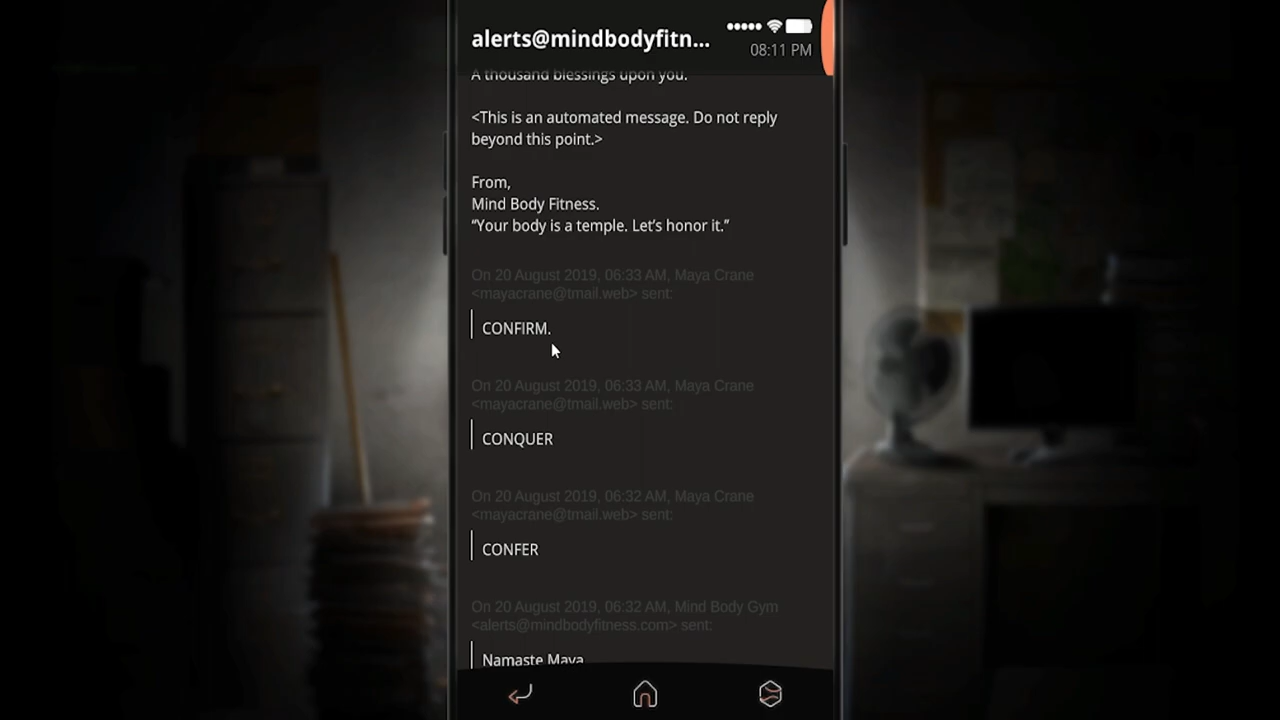 alerts@mindbodyfitn...
08:11 PM
A thousand blessings upon you.
<This is an automated message. Do not reply
beyond this point.>
From,
Mind Body Fitness.
“Your body is a temple. Let’s honor it.”
On 20 August 2019, 06:33 AM, Maya Crane
<mayacrane@tmail.web> sent:
CONFIRM.
On 20 August 2019, 06:33 AM, Maya Crane
<mayacrane@tmail.web> sent:
CONQUER
On 20 August 2019, 06:32 AM, Maya Crane
<mayacrane@tmail.web> sent:
CONFER
On 20 August 2019, 06:32 AM, Mind Body Gym
<alerts@mindbodyfitness.com> sent:
Namaste Maya